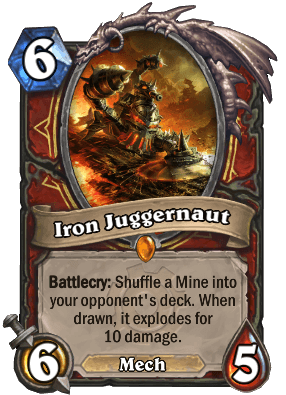 6
Iron Juggernaut
Battlecry: Shuffle a Mine into
your opponent's deck. When
drawn, it explodes for
10 damage.
6
Mech
5